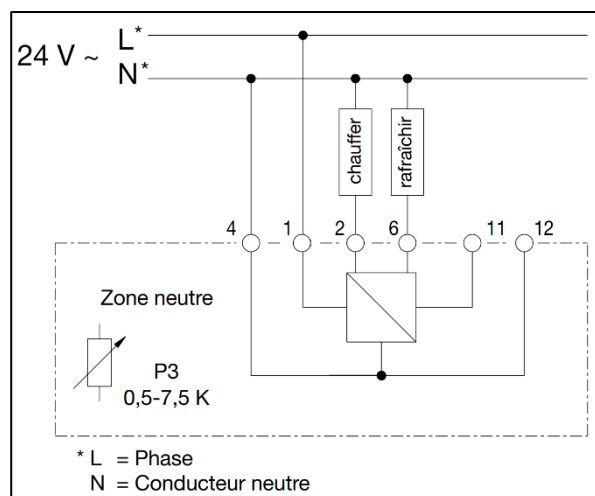 24 V ~
L*
N*
chauffer
rafraîchir
4 1 2 6 11 12
Zone neutre
P3
0,5-7,5 K
* L = Phase
N = Conducteur neutre